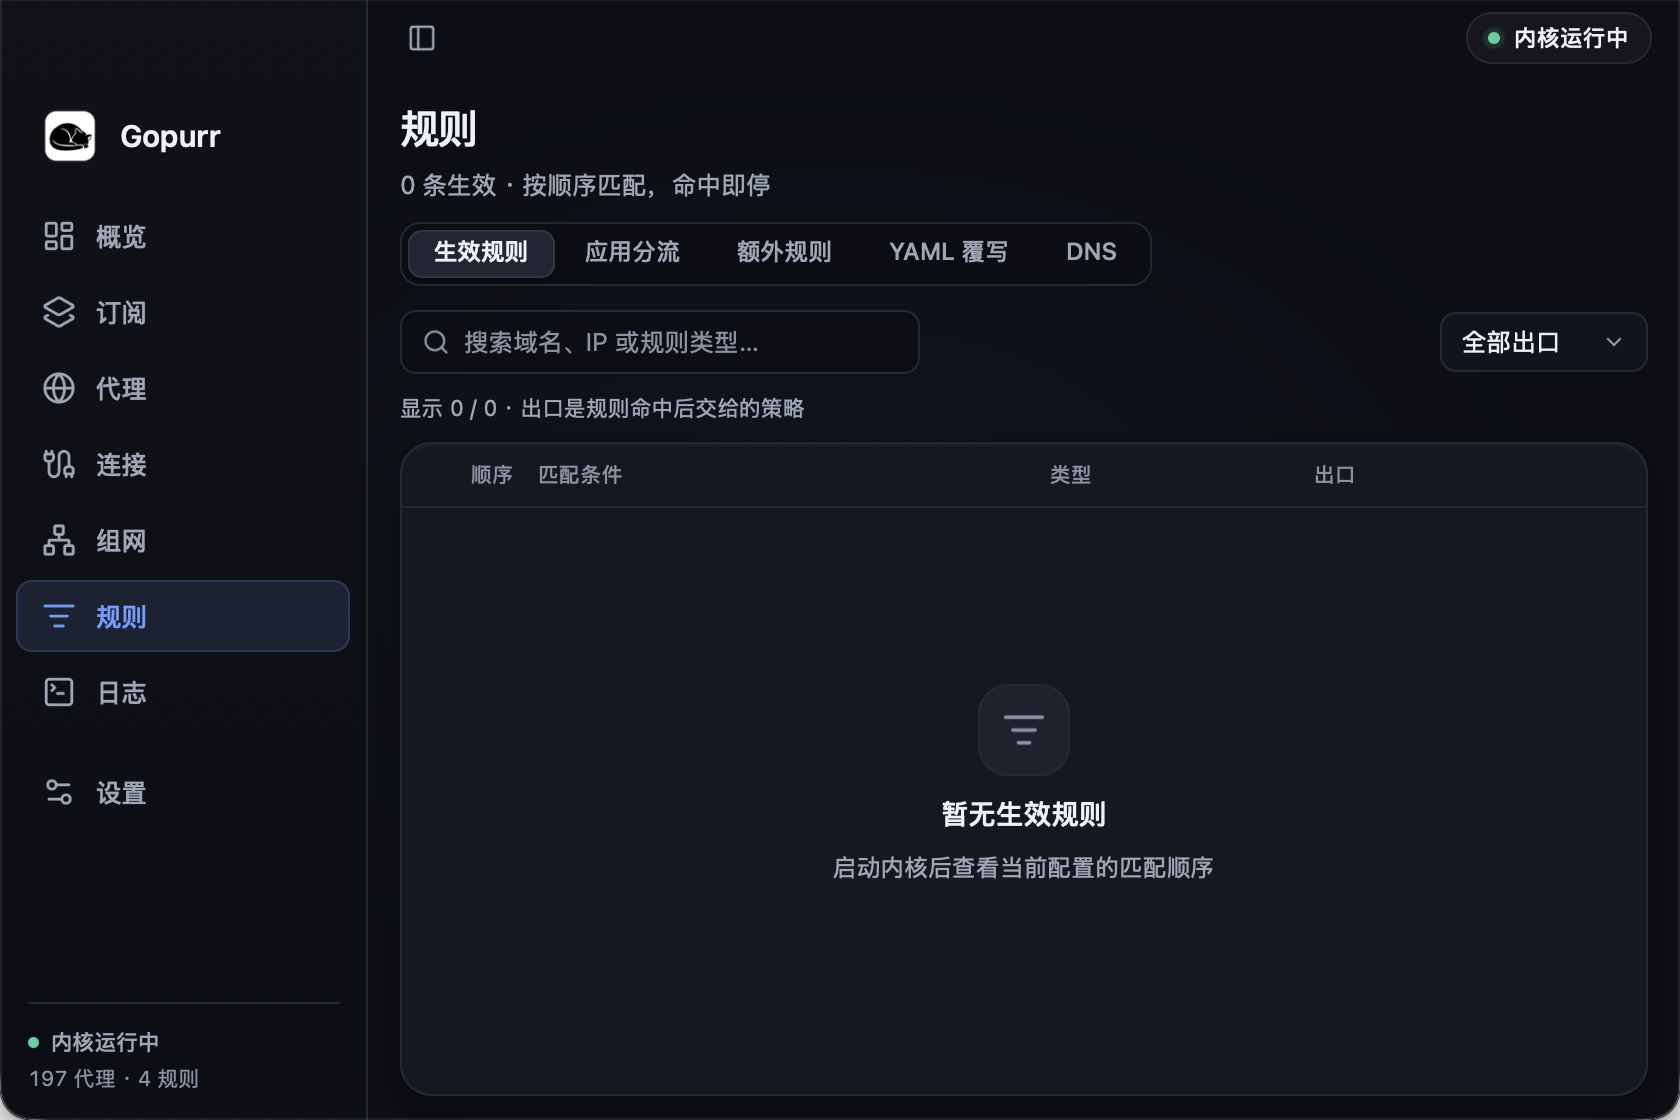 内核运行中
Gopurr
概览
订阅
代理
连接
组网
规则
日志
设置
内核运行中
197 代理 · 4 规则
规则
0 条生效 · 按顺序匹配，命中即停
生效规则 应用分流 额外规则 YAML 覆写 DNS
搜索域名、IP 或规则类型...
全部出口
显示 0 / 0 · 出口是规则命中后交给的策略
顺序 匹配条件 类型 出口
暂无生效规则
启动内核后查看当前配置的匹配顺序